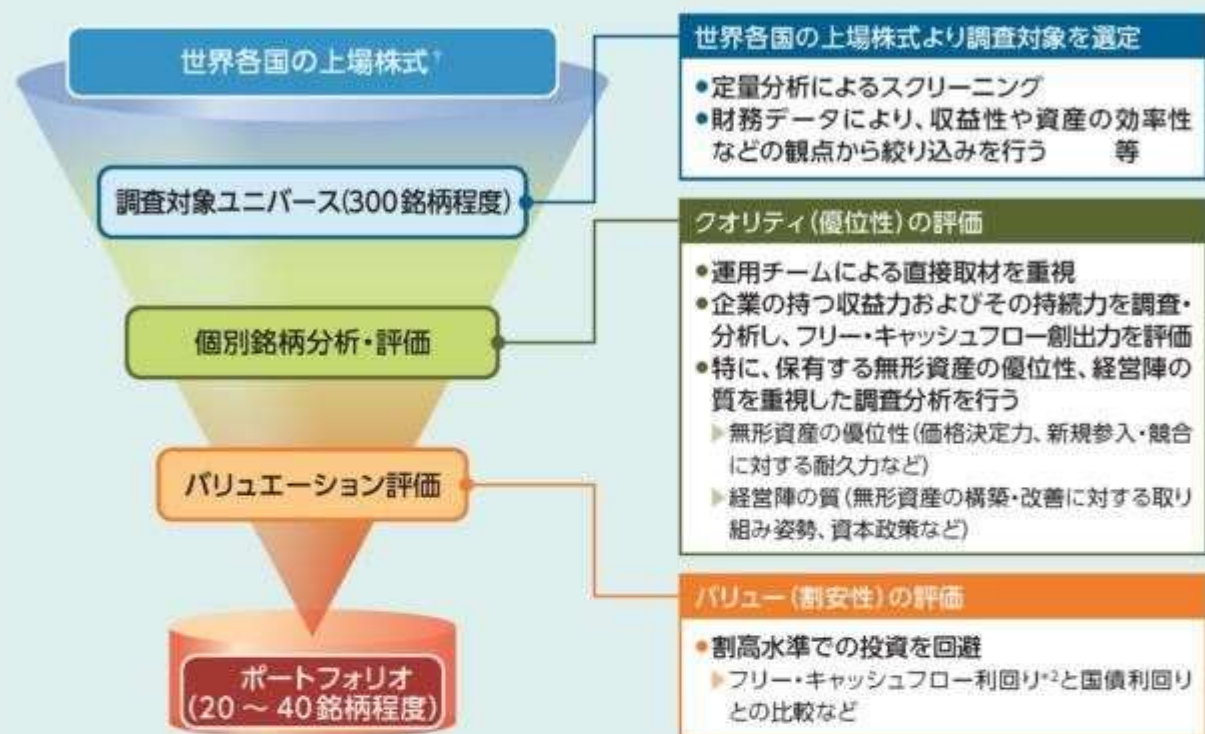 世界各国の上場株式†
調査対象ユニバース(300銘柄程度)
個別銘柄分析・評価
バリュエーション評価
ポートフォリオ
(20 ～ 40銘柄程度)
世界各国の上場株式より調査対象を選定
●定量分析によるスクリーニング
●財務データにより、収益性や資産の効率性
などの観点から絞り込みを行う 等
クオリティ(優位性)の評価
●運用チームによる直接取材を重視
●企業の持つ収益力およびその持続力を調査・
分析し、フリー・キャッシュフロー創出力を評価
●特に、保有する無形資産の優位性、経営陣の
質を重視した調査分析を行う
▶無形資産の優位性(価格決定力、新規参入・競合
に対する耐久力など)
▶経営陣の質(無形資産の構築・改善に対する取り
組み姿勢、資本政策など)
バリュー(割安性)の評価
●割高水準での投資を回避
▶フリー・キャッシュフロー利回り*2と国債利回り
との比較など